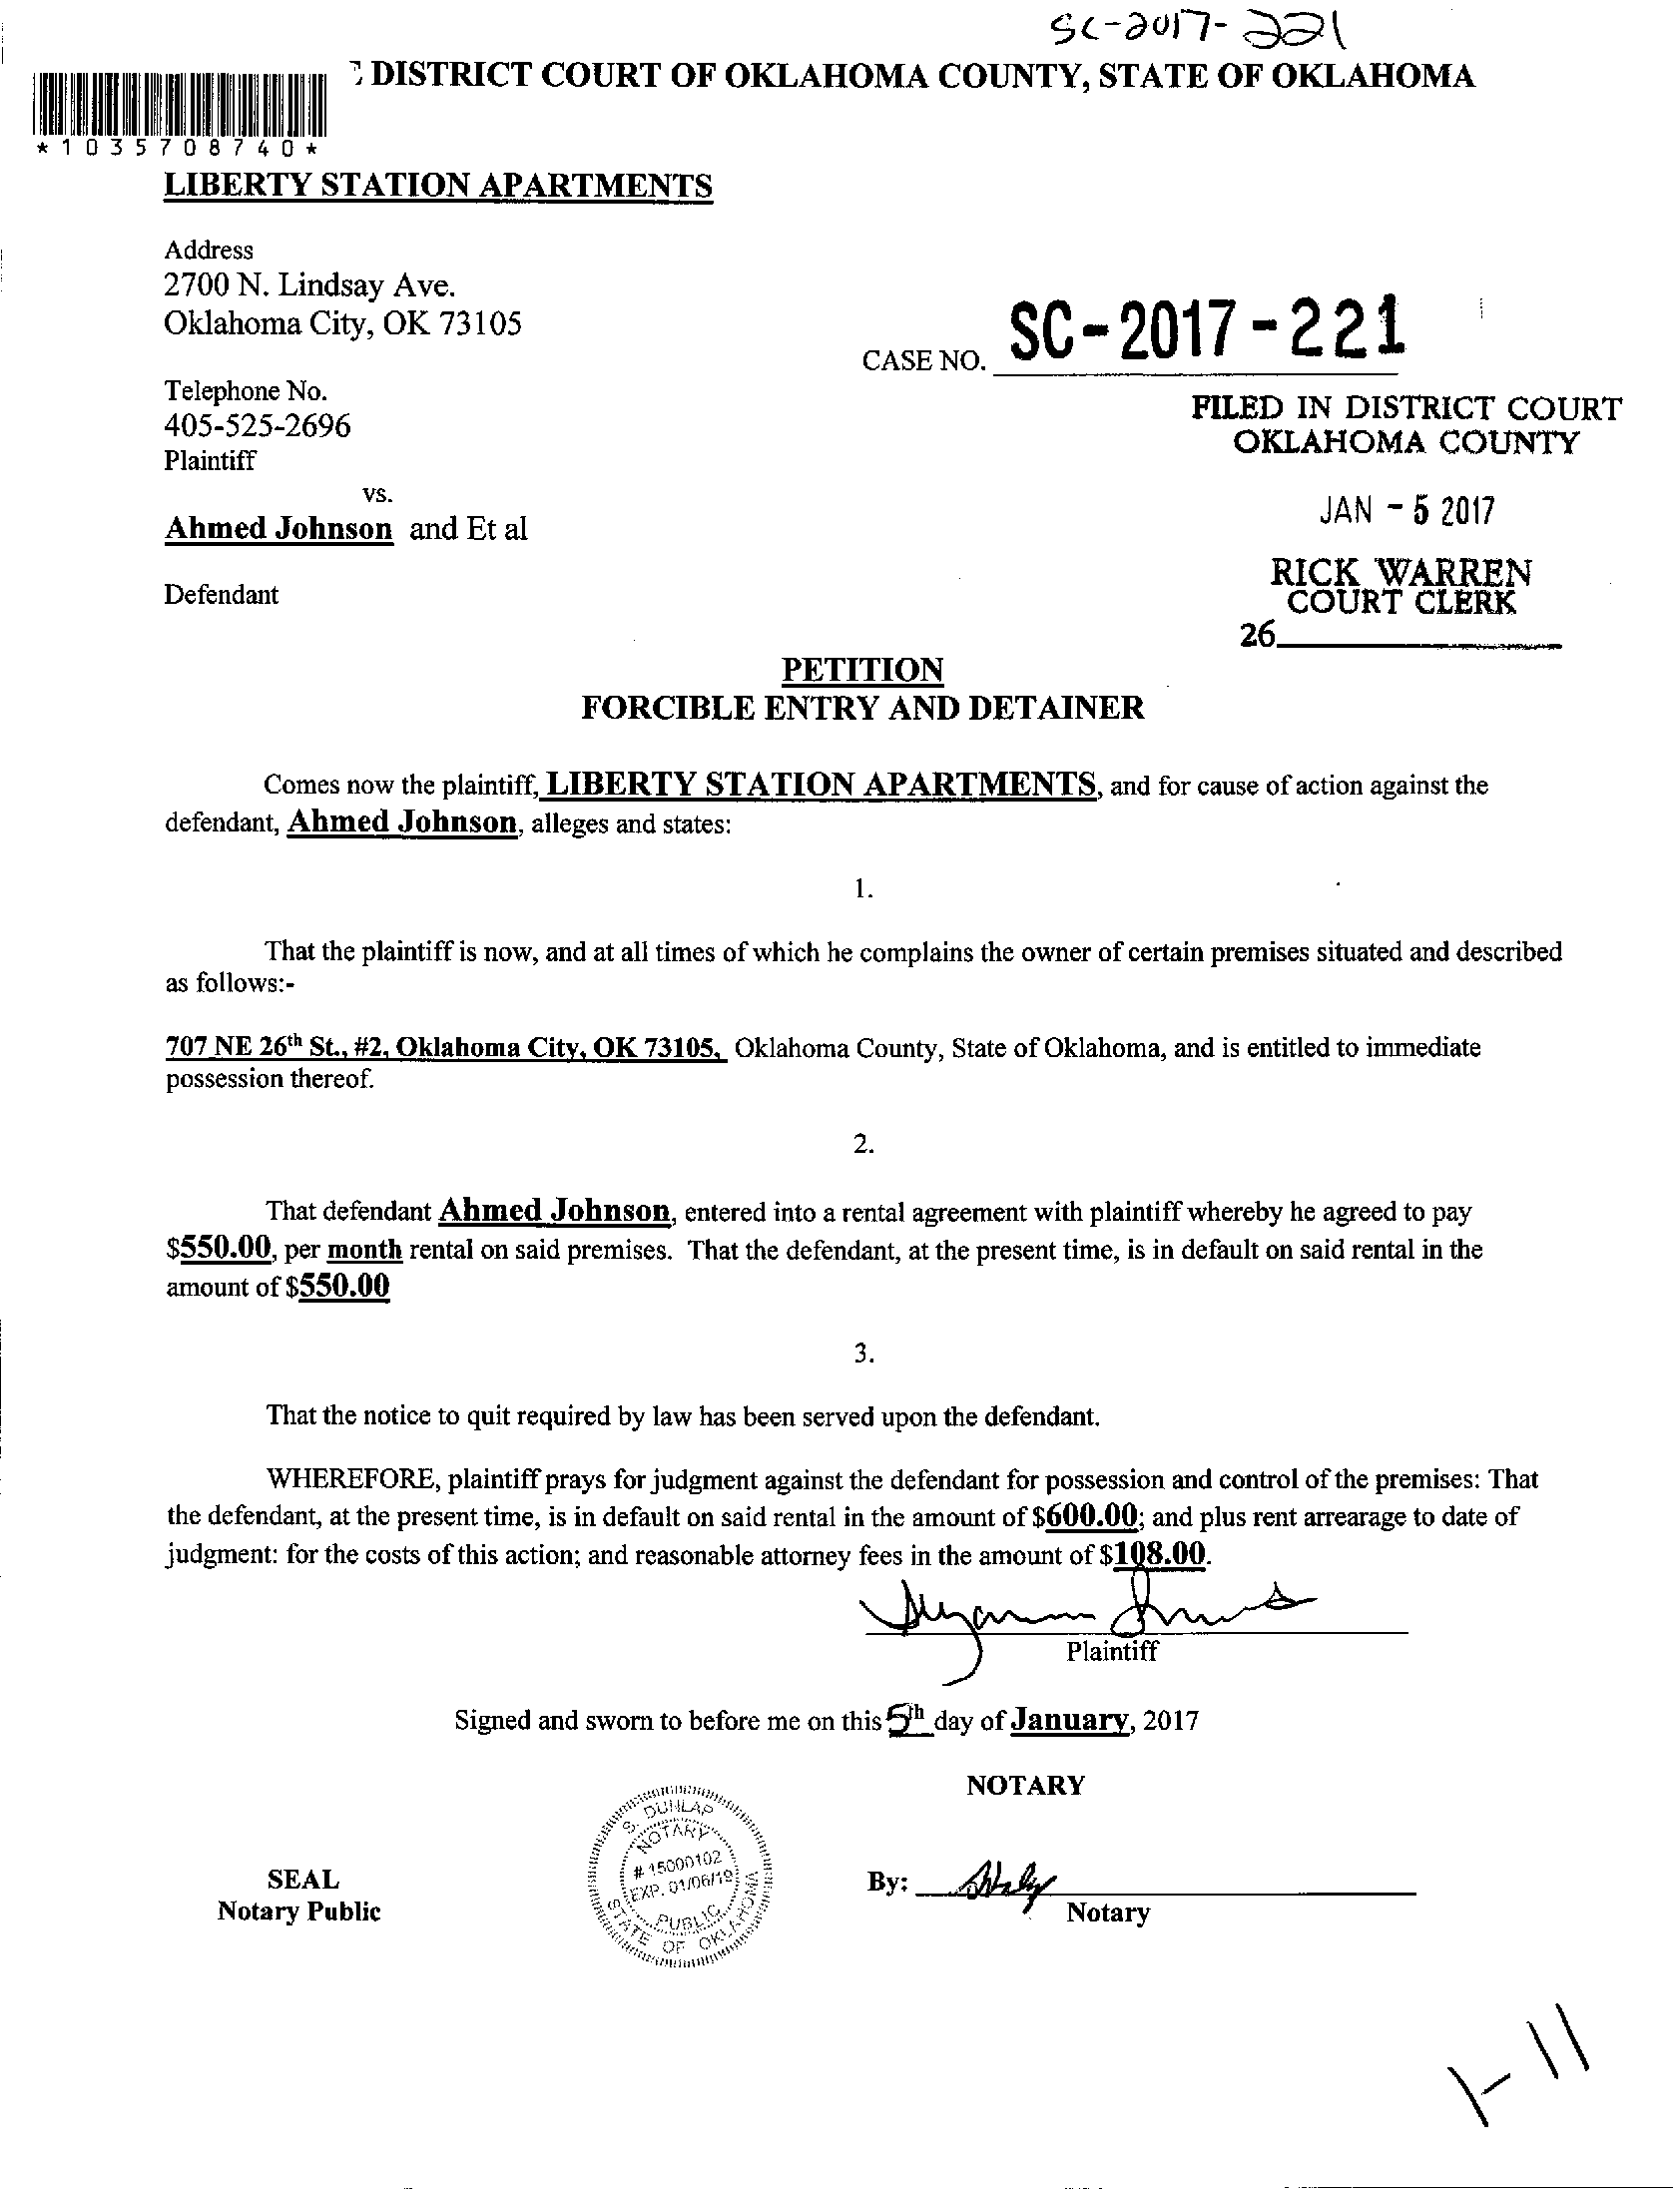 SC-2017-221
DISTRICT COURT OF OKLAHOMA COUNTY, STATE OF OKLAHOMA
*1035708740*
LIBERTY STATION APARTMENTS
Address
2700 N. Lindsay Ave.
Oklahoma City, OK 73105
CASE NO. SC-2017-221
Telephone No.
405-525-2696
Plaintiff
FILED IN DISTRICT COURT
OKLAHOMA COUNTY
vs.
Ahmed Johnson and Et al
JAN - 5 2017
Defendant
RICK WARREN
COURT CLERK
26
PETITION
FORCIBLE ENTRY AND DETAINER
Comes now the plaintiff, LIBERTY STATION APARTMENTS, and for cause of action against the
defendant, Ahmed Johnson, alleges and states:
1.
That the plaintiff is now, and at all times of which he complains the owner of certain premises situated and described
as follows:-
707 NE 26th St., #2, Oklahoma City, OK 73105, Oklahoma County, State of Oklahoma, and is entitled to immediate
possession thereof.
2.
That defendant Ahmed Johnson, entered into a rental agreement with plaintiff whereby he agreed to pay
$550.00, per month rental on said premises. That the defendant, at the present time, is in default on said rental in the
amount of $550.00
3.
That the notice to quit required by law has been served upon the defendant.
WHEREFORE, plaintiff prays for judgment against the defendant for possession and control of the premises: That
the defendant, at the present time, is in default on said rental in the amount of $600.00; and plus rent arrearage to date of
judgment: for the costs of this action; and reasonable attorney fees in the amount of $108.00.
Plaintiff
Signed and sworn to before me on this 5th day of January, 2017
NOTARY
S. DUNLAP
NOTARY
# 15000102
EXP. 01/06/19
PUBLIC
STATE OF OKLAHOMA
SEAL
Notary Public
By:
Notary
1-11